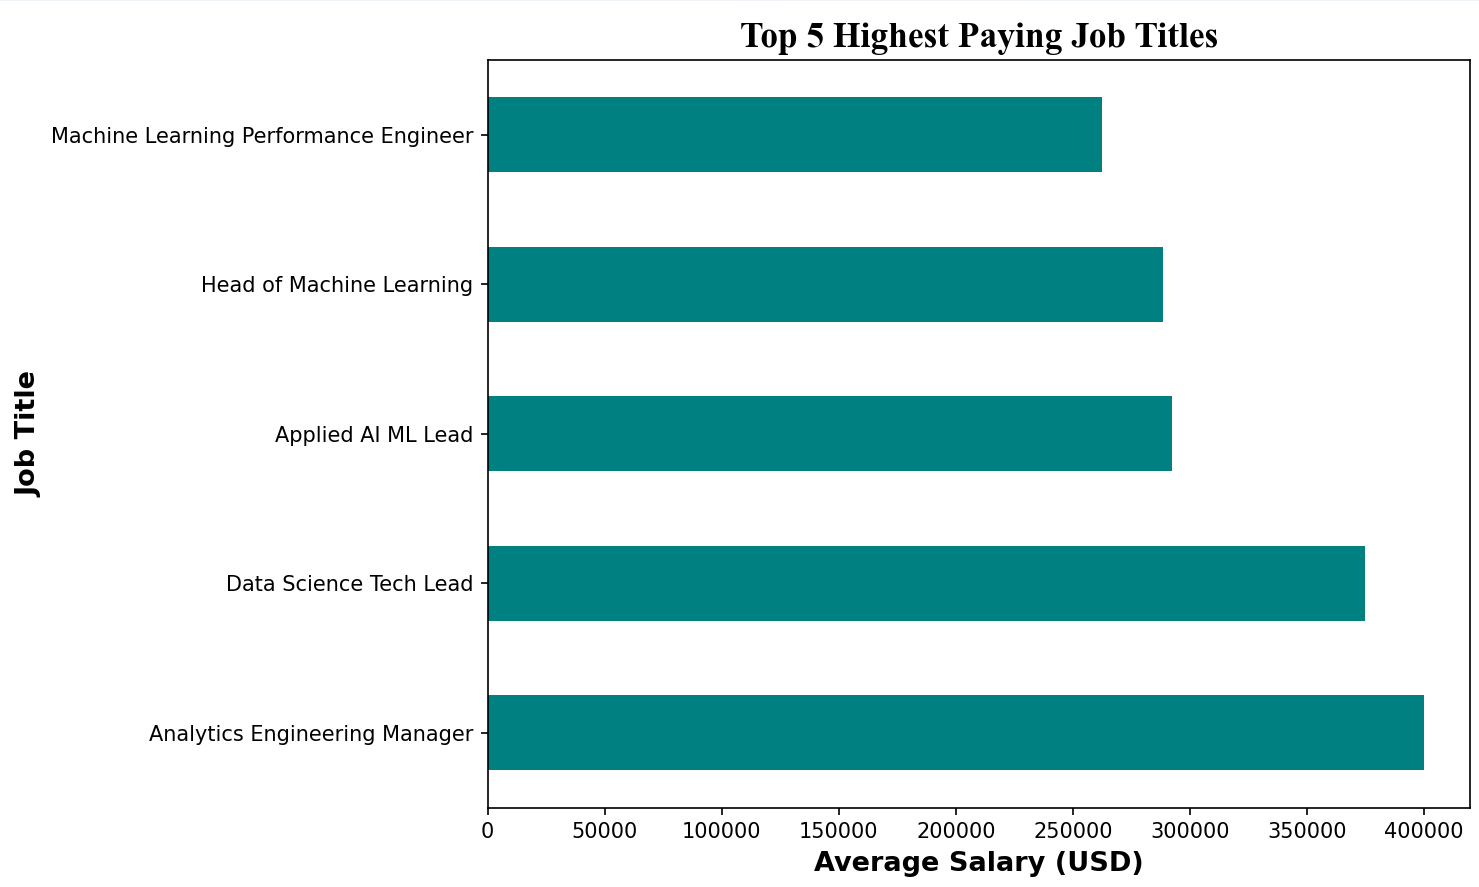 Top 5 Highest Paying Job Titles
Machine Learning Performance Engineer
Head of Machine Learning
Applied AI ML Lead
Data Science Tech Lead
Analytics Engineering Manager
Job Title
0 50000 100000 150000 200000 250000 300000 350000 400000
Average Salary (USD)